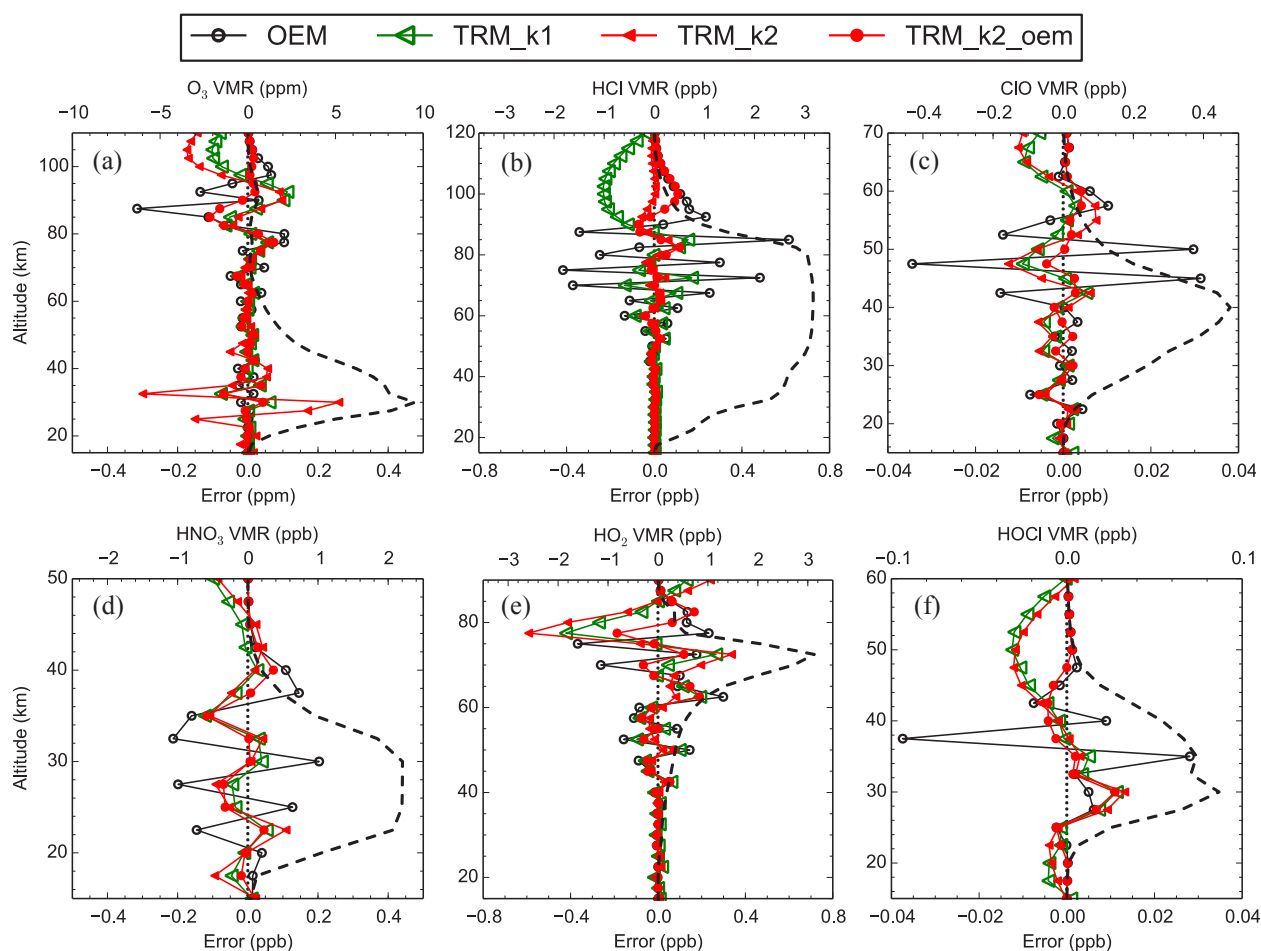 OEM TRM_k1 TRM_k2 TRM_k2_oem
O₃ VMR (ppm) HCl VMR (ppb) ClO VMR (ppb)
−10 −5 0 5 10 −3 −2 −1 0 1 2 3 −0.4 −0.2 0.0 0.2 0.4
(a) (b) (c)
Altitude (km)
100
80
60
40
20
120
100
80
60
40
20
70
60
50
40
30
20
−0.4 −0.2 0.0 0.2 0.4 −0.8 −0.4 0.0 0.4 0.8 −0.04 −0.02 0.00 0.02 0.04
Error (ppm) Error (ppb) Error (ppb)
HNO₃ VMR (ppb) HO₂ VMR (ppb) HOCl VMR (ppb)
−2 −1 0 1 2 −3 −2 −1 0 1 2 3 −0.1 0.0 0.1
(d) (e) (f)
Altitude (km)
50
40
30
20
80
60
40
20
60
50
40
30
20
−0.4 −0.2 0.0 0.2 0.4 −0.8 −0.4 0.0 0.4 0.8 −0.04 −0.02 0.00 0.02 0.04
Error (ppb) Error (ppb) Error (ppb)